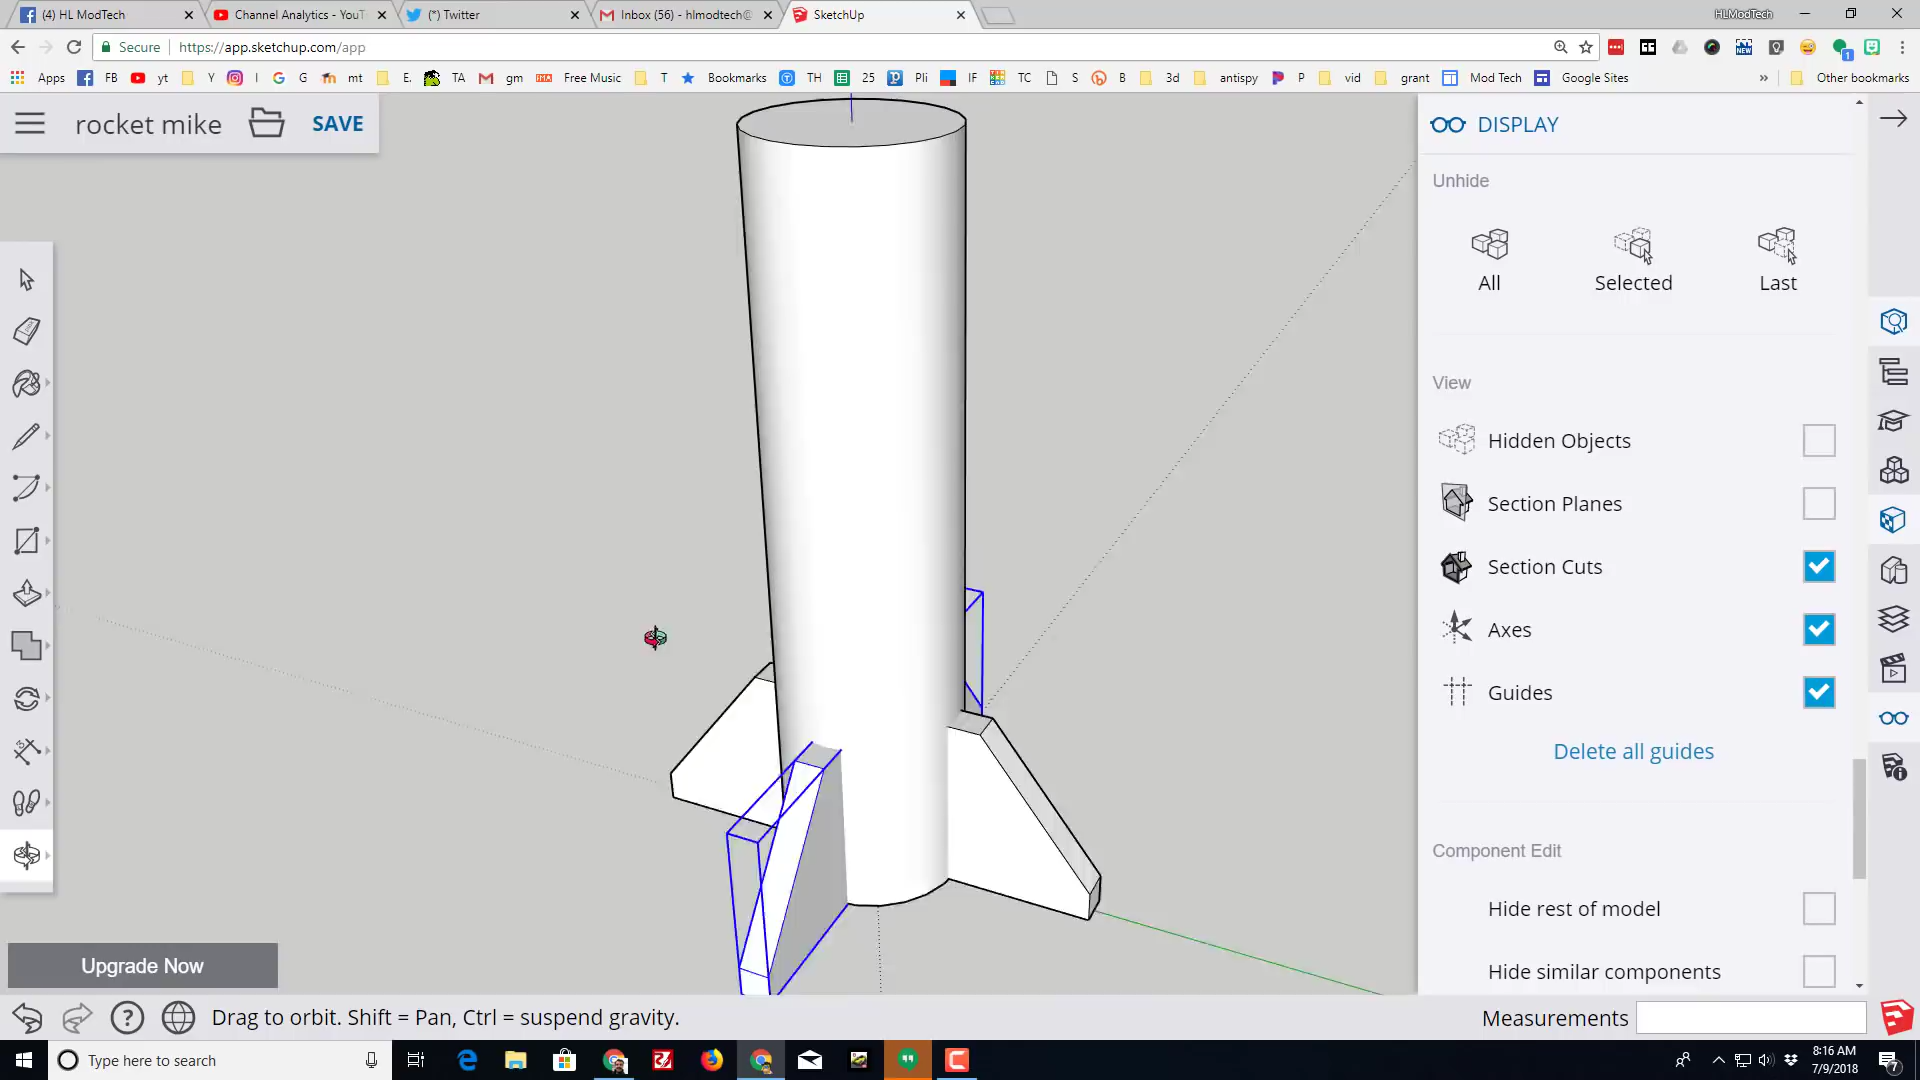 (4) HL ModTech
Channel Analytics - YouT
(*) Twitter
Inbox (56) - hlmodtech@
SketchUp
HLModTech
Secure
https://app.sketchup.com/app
Apps FB yt Y I G mt E. TA gm Free Music T Bookmarks TH 25 Pli IF TC S B 3d antispy P vid grant Mod Tech Google Sites » Other bookmarks
rocket mike
SAVE
DISPLAY
Unhide
All
Selected
Last
View
Hidden Objects
Section Planes
Section Cuts
Axes
Guides
Delete all guides
Component Edit
Hide rest of model
Hide similar components
Upgrade Now
Drag to orbit. Shift = Pan, Ctrl = suspend gravity.
Measurements
Type here to search
8:16 AM
7/9/2018
7